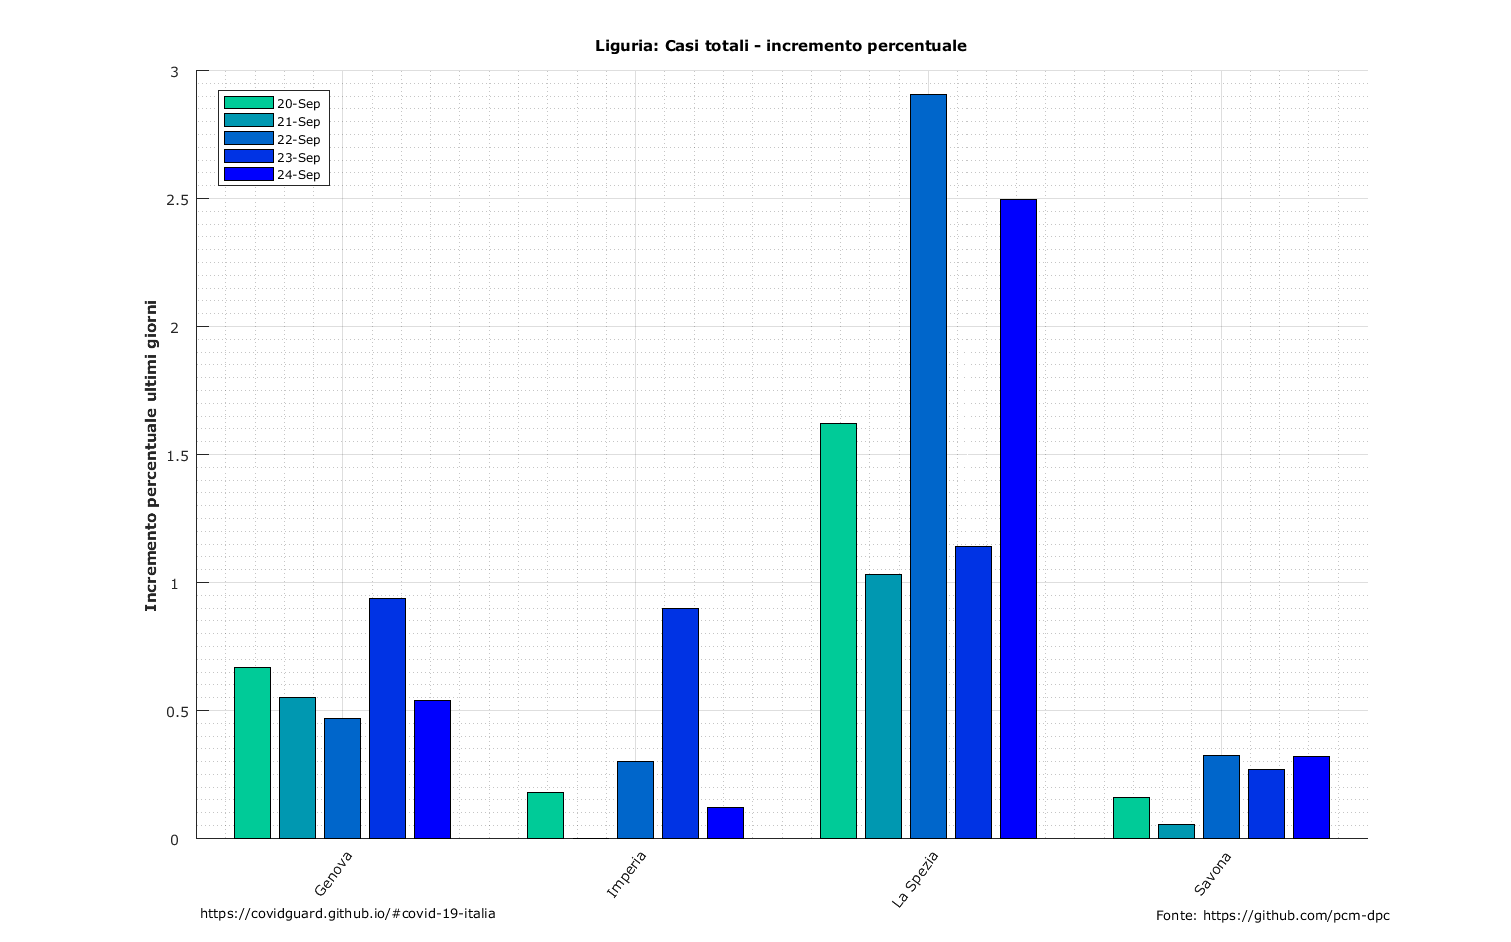 Liguria: Casi totali - incremento percentuale
3
20-Sep
21-Sep
22-Sep
23-Sep
24-Sep
2.5
2
1.5
1
0.5
0
Incremento percentuale ultimi giorni
Genova
Imperia
La Spezia
Savona
https://covidguard.github.io/#covid-19-italia
Fonte: https://github.com/pcm-dpc